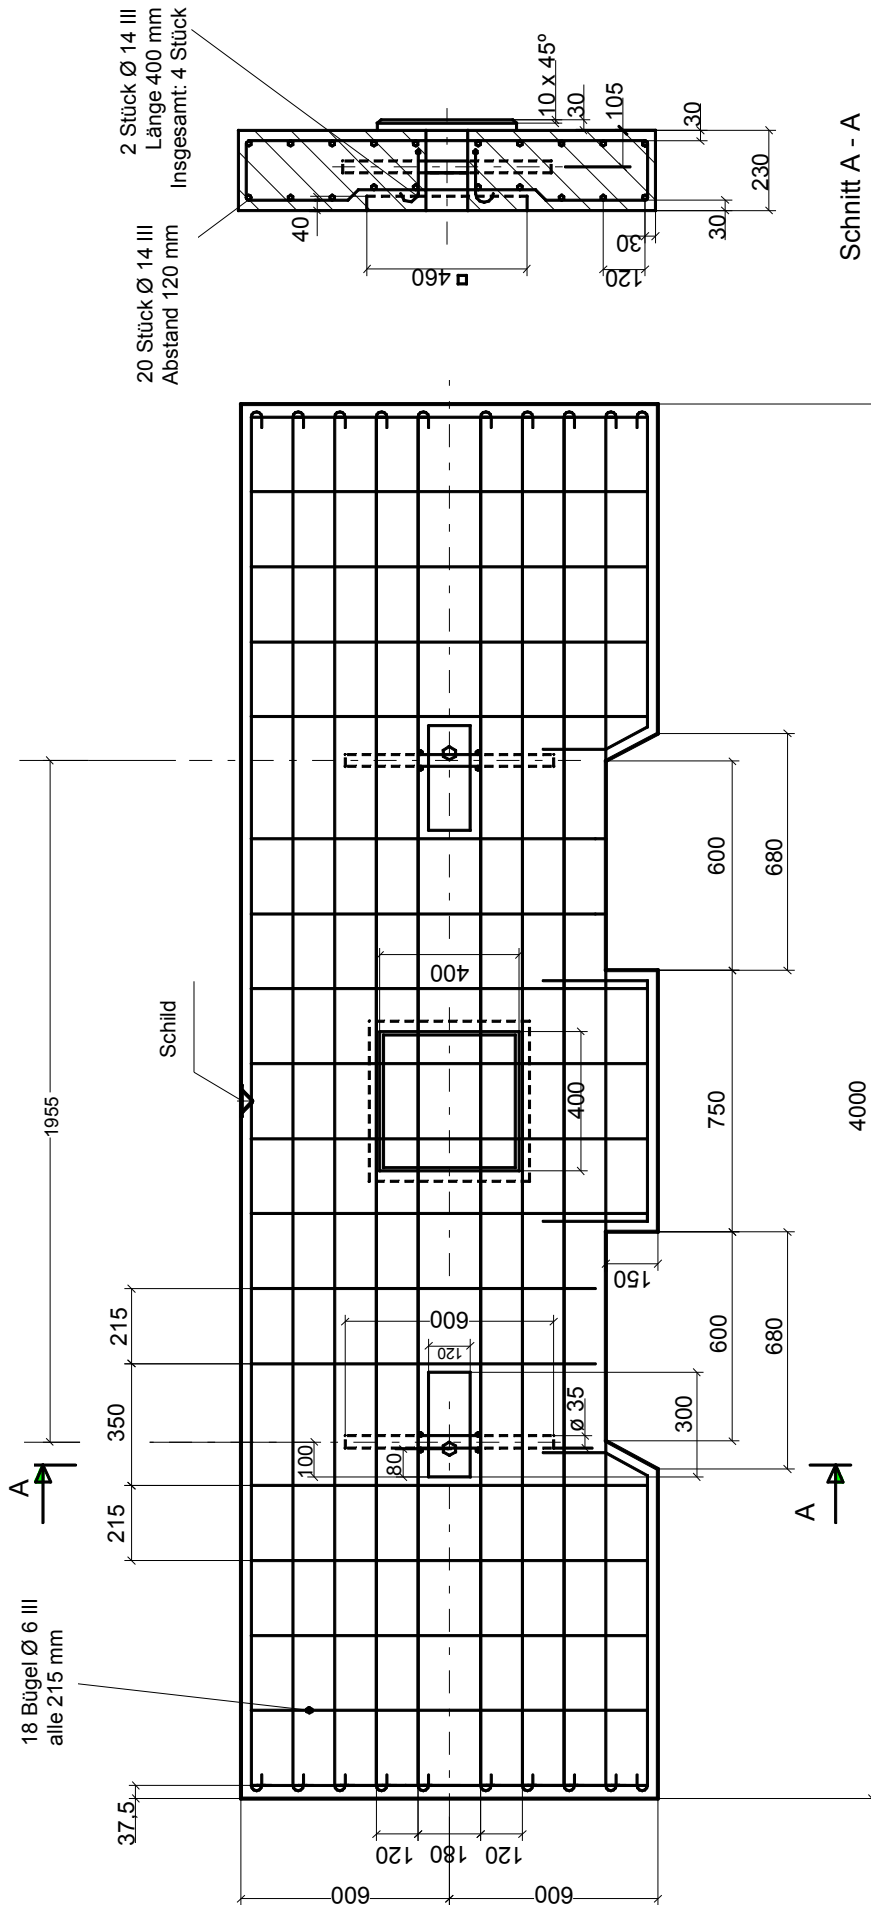 2 Stück Ø 14 III
Länge 400 mm
Insgesamt: 4 Stück
20 Stück Ø 14 III
Abstand 120 mm
10 x 45°
30
105
30
230
30
40
460
30
120
Schnitt A - A
Schild
1955
400
400
600
680
750
4000
150
600
680
215
350
215
600
120
ø 35
300
100
80
A
A
18 Bügel Ø 6 III
alle 215 mm
37,5
120
180
120
600
600